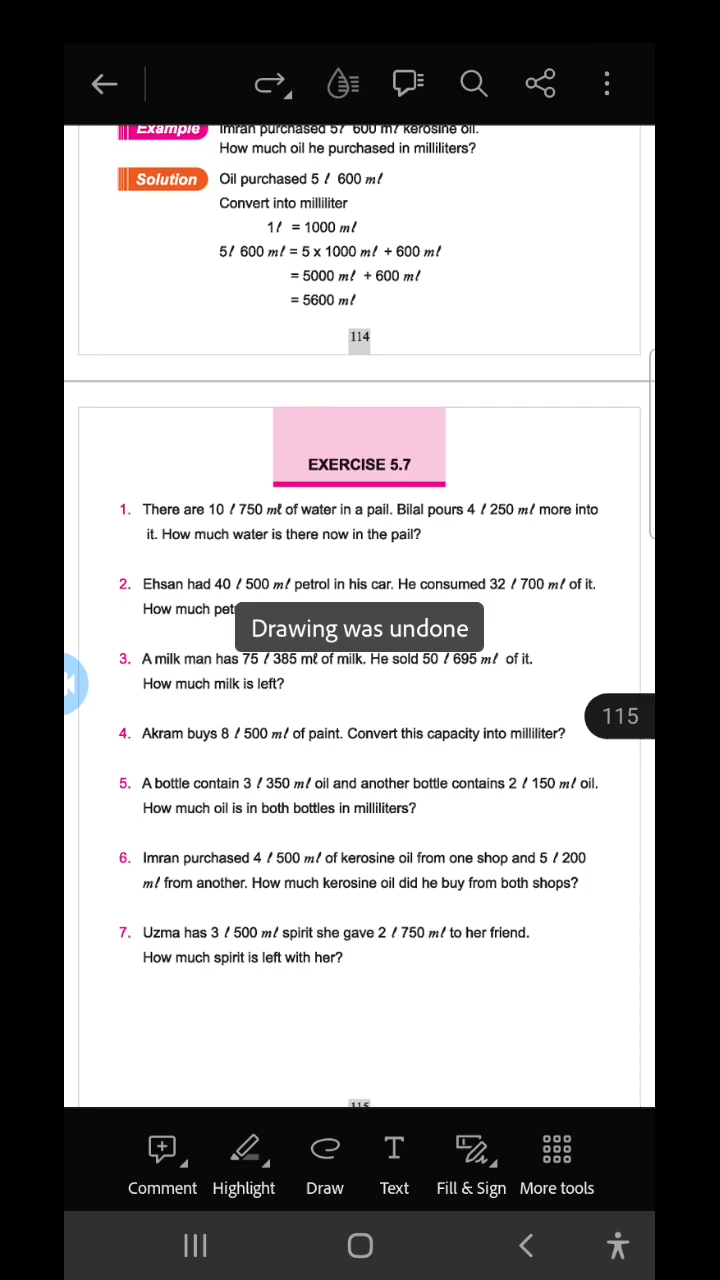 Example Imran purchased 5ℓ 600 mℓ kerosine oil.
How much oil he purchased in milliliters?
Solution Oil purchased 5 ℓ 600 mℓ
Convert into milliliter
1ℓ = 1000 mℓ
5ℓ 600 mℓ = 5 x 1000 mℓ + 600 mℓ
= 5000 mℓ + 600 mℓ
= 5600 mℓ
114
EXERCISE 5.7
1. There are 10 ℓ 750 mℓ of water in a pail. Bilal pours 4 ℓ 250 mℓ more into
it. How much water is there now in the pail?
2. Ehsan had 40 ℓ 500 mℓ petrol in his car. He consumed 32 ℓ 700 mℓ of it.
How much
Drawing was undone
3. A milk man has 75 ℓ 385 mℓ of milk. He sold 50 ℓ 695 mℓ of it.
How much milk is left?
115
4. Akram buys 8 ℓ 500 mℓ of paint. Convert this capacity into milliliter?
5. A bottle contain 3 ℓ 350 mℓ oil and another bottle contains 2 ℓ 150 mℓ oil.
How much oil is in both bottles in milliliters?
6. Imran purchased 4 ℓ 500 mℓ of kerosine oil from one shop and 5 ℓ 200
mℓ from another. How much kerosine oil did he buy from both shops?
7. Uzma has 3 ℓ 500 mℓ spirit she gave 2 ℓ 750 mℓ to her friend.
How much spirit is left with her?
115
Comment Highlight Draw Text Fill & Sign More tools